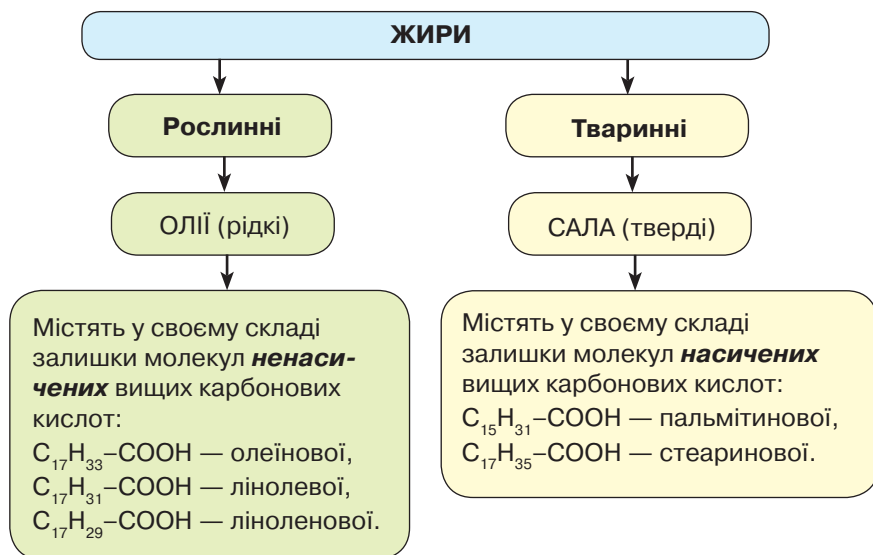 ЖИРИ
Рослинні
ОЛІЇ (рідкі)
Містять у своєму складі
залишки молекул ненаси-
чених вищих карбонових
кислот:
C₁₇H₃₃–COOH — олеїнової,
C₁₇H₃₁–COOH — лінолевої,
C₁₇H₂₉–COOH — ліноленової.
Тваринні
САЛА (тверді)
Містять у своєму складі
залишки молекул насичених
вищих карбонових кислот:
C₁₅H₃₁–COOH — пальмітинової,
C₁₇H₃₅–COOH — стеаринової.